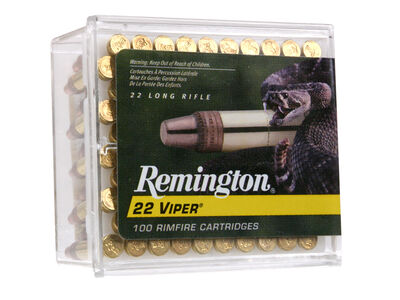 Warning: Keep Out of Reach of Children.
Cartouches A Percussion Latérale
Mise En Garde: Garder Hors
De la Portée Des Enfants.
22 LONG RIFLE
Remington
22 VIPER®
100 RIMFIRE CARTRIDGES